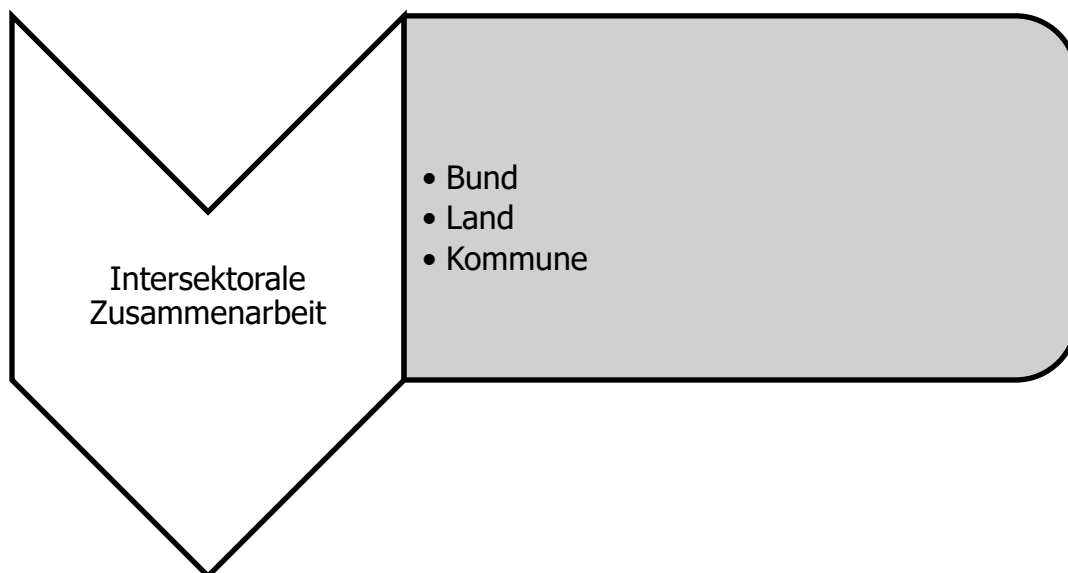 Intersektorale
Zusammenarbeit
• Bund
• Land
• Kommune